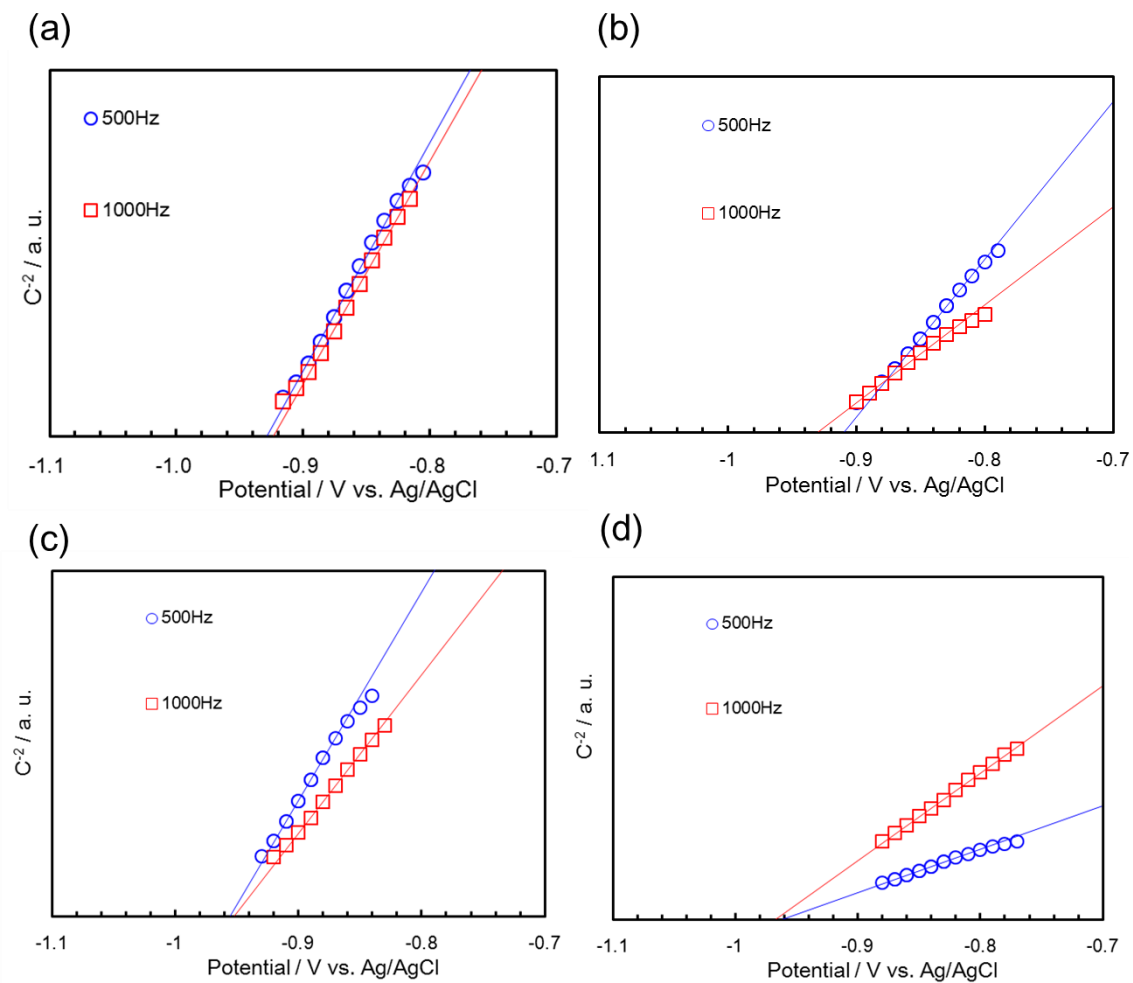 (a)
500Hz
1000Hz
C-2 / a. u.
-1.1 -1.0 -0.9 -0.8 -0.7
Potential / V vs. Ag/AgCl
(b)
500Hz
1000Hz
1.1 -1 -0.9 -0.8 -0.7
Potential / V vs. Ag/AgCl
(c)
500Hz
1000Hz
C-2 / a. u.
-1.1 -1 -0.9 -0.8 -0.7
Potential / V vs. Ag/AgCl
(d)
500Hz
1000Hz
C-2 / a. u.
-1.1 -1 -0.9 -0.8 -0.7
Potential / V vs. Ag/AgCl